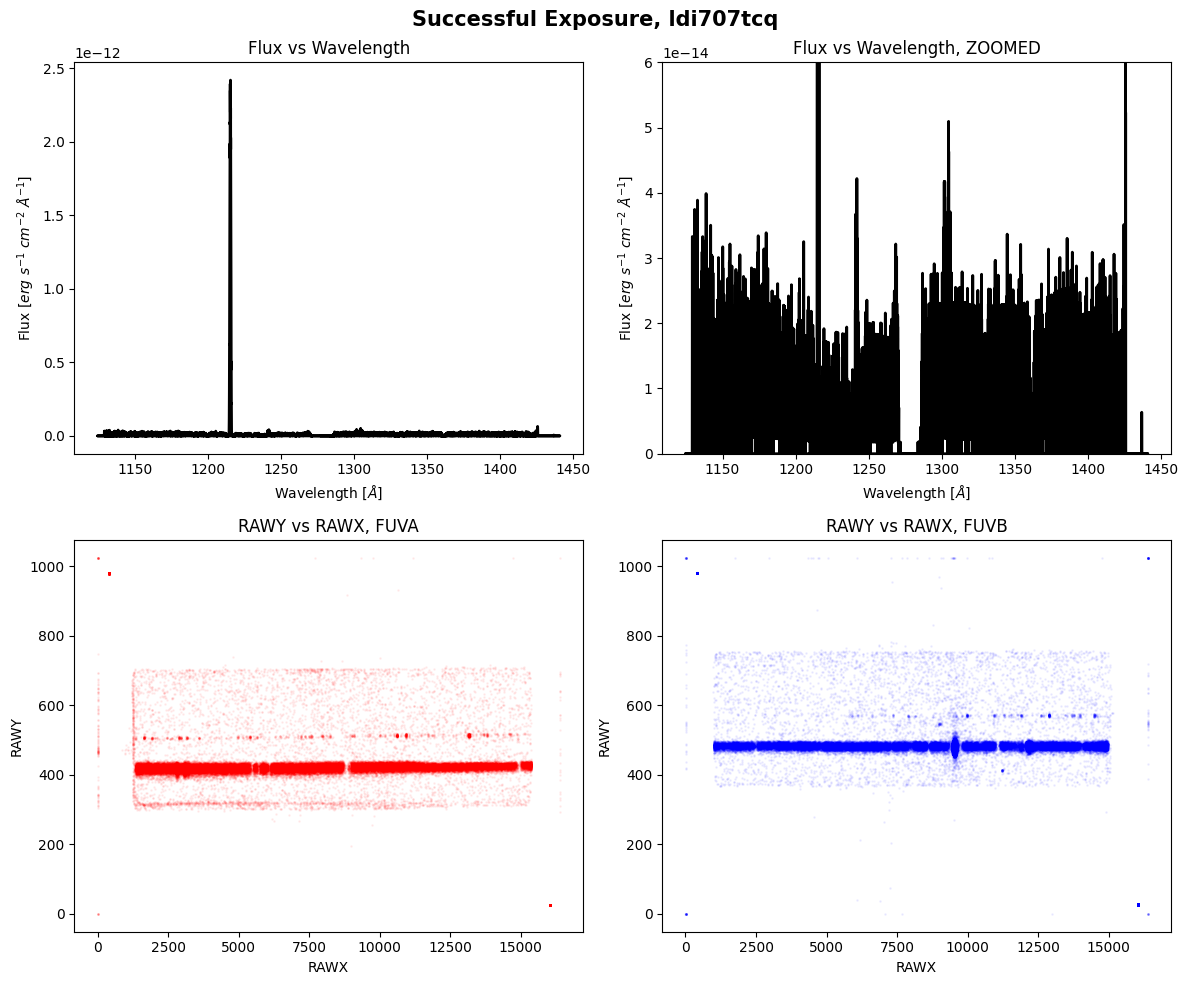 Successful Exposure, ldi707tcq
Flux vs Wavelength
1e−12
2.5
2.0
1.5
1.0
0.5
0.0
Flux [erg s⁻¹ cm⁻² Å⁻¹]
1150 1200 1250 1300 1350 1400 1450
Wavelength [Å]
Flux vs Wavelength, ZOOMED
1e−14
6
5
4
3
2
1
0
Flux [erg s⁻¹ cm⁻² Å⁻¹]
1150 1200 1250 1300 1350 1400 1450
Wavelength [Å]
RAWY vs RAWX, FUVA
1000
800
600
400
200
0
RAWY
0 2500 5000 7500 10000 12500 15000
RAWX
RAWY vs RAWX, FUVB
1000
800
600
400
200
0
RAWY
0 2500 5000 7500 10000 12500 15000
RAWX